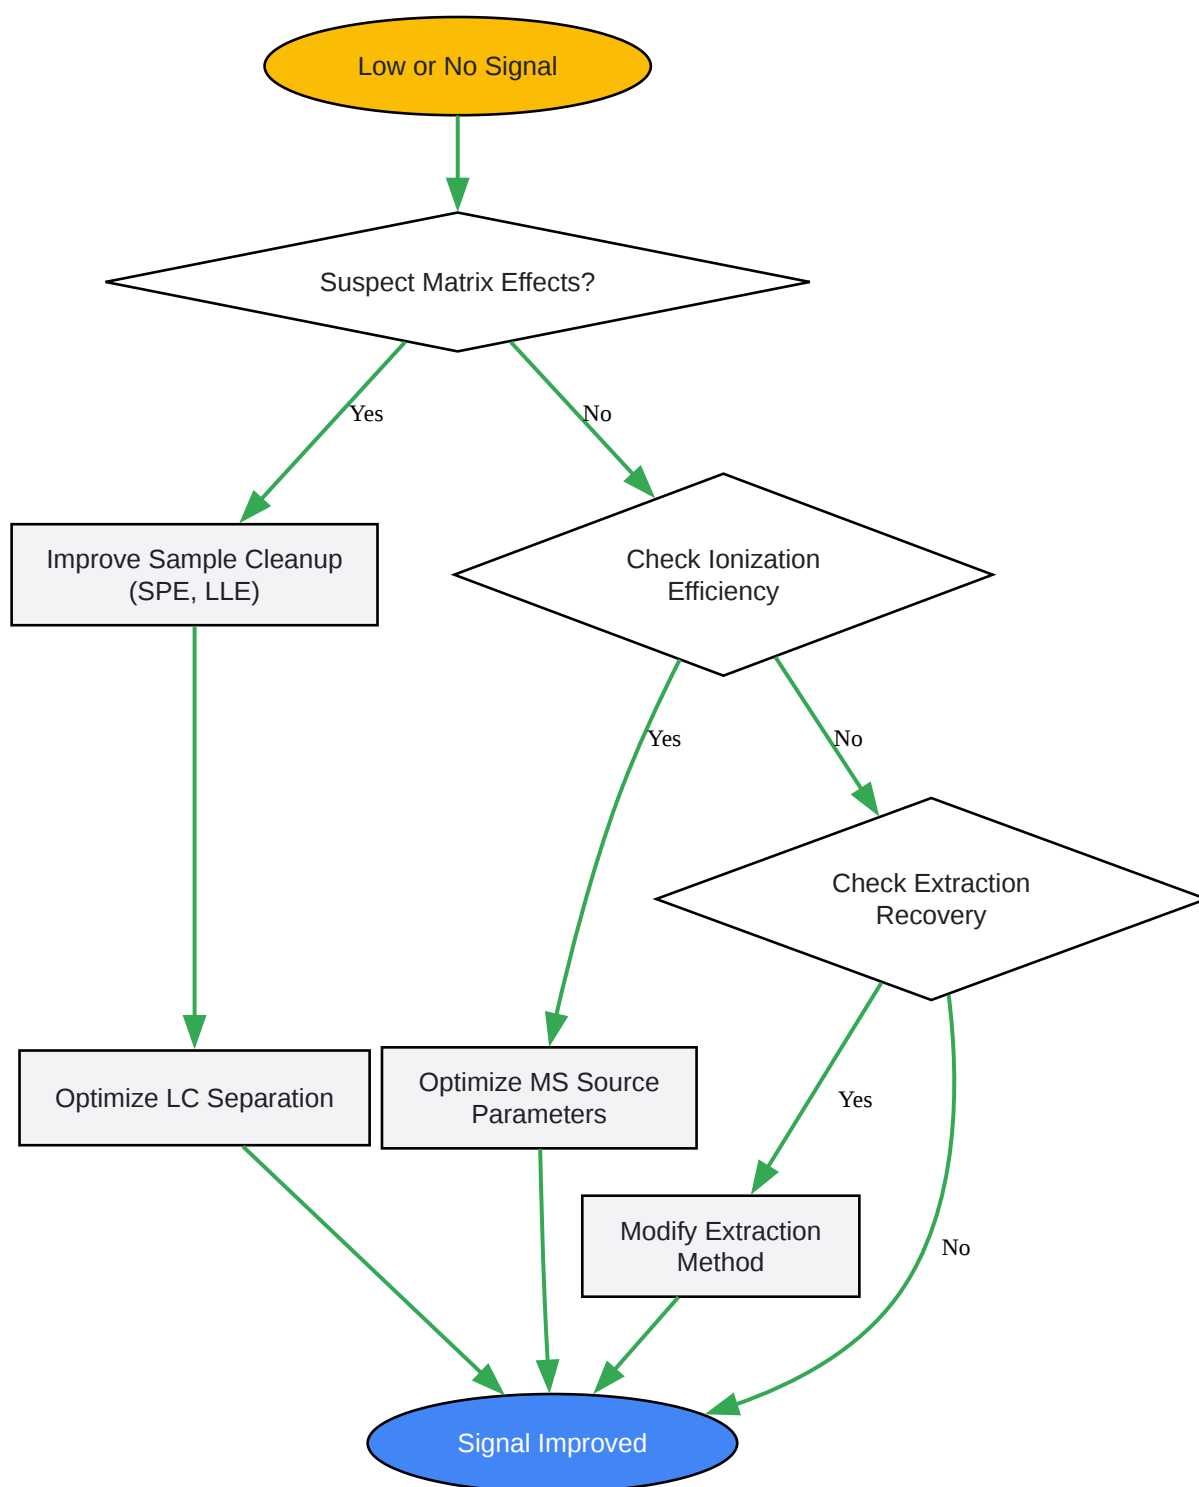 Low or No Signal
Suspect Matrix Effects?
Yes
No
Improve Sample Cleanup
(SPE, LLE)
Check Ionization
Efficiency
Yes
No
Check Extraction
Recovery
Optimize LC Separation
Optimize MS Source
Parameters
Yes
Modify Extraction
Method
No
Signal Improved